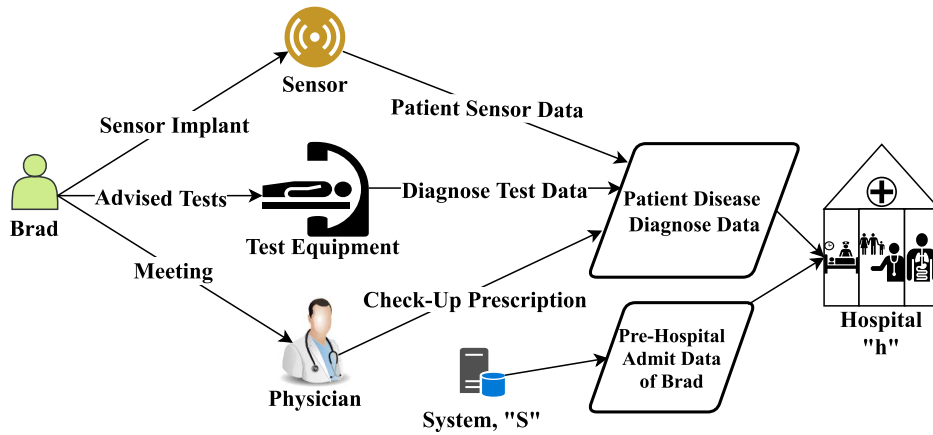 Sensor
Sensor Implant
Patient Sensor Data
Brad
Advised Tests
Test Equipment
Diagnose Test Data
Patient Disease
Diagnose Data
Meeting
Physician
Check-Up Prescription
System, "S"
Pre-Hospital
Admit Data
of Brad
Hospital
"h"